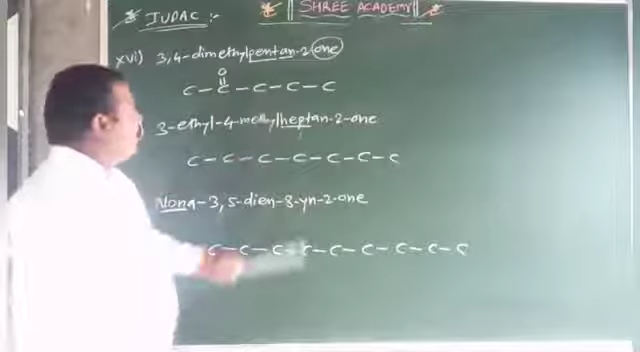 IUPAC :- SHREE ACADEMY
xvi) 3,4-dimethylpentan-2-one
O
C - C - C - C - C
) 3-ethyl-4-methylheptan-2-one
C - C - C - C - C - C - C
Nona-3,5-dien-8-yn-2-one
C - C - C - C - C - C - C - C - C